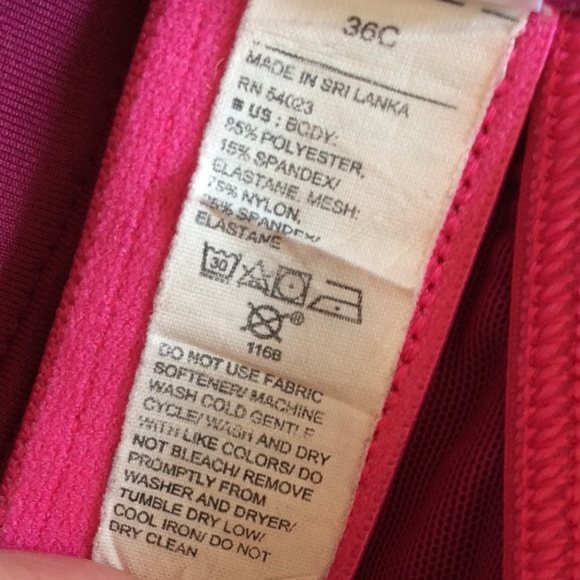 36C
MADE IN SRI LANKA
RN 54023
US : BODY:
85% POLYESTER,
15% SPANDEX/
ELASTANE, MESH:
75% NYLON,
25% SPANDEX/
ELASTANE
30
®
1168
DO NOT USE FABRIC
SOFTENER/ MACHINE
WASH COLD GENTLE
CYCLE/ WASH AND DRY
WITH LIKE COLORS/ DO
NOT BLEACH/ REMOVE
PROMPTLY FROM
WASHER AND DRYER/
TUMBLE DRY LOW/
COOL IRON/ DO NOT
DRY CLEAN